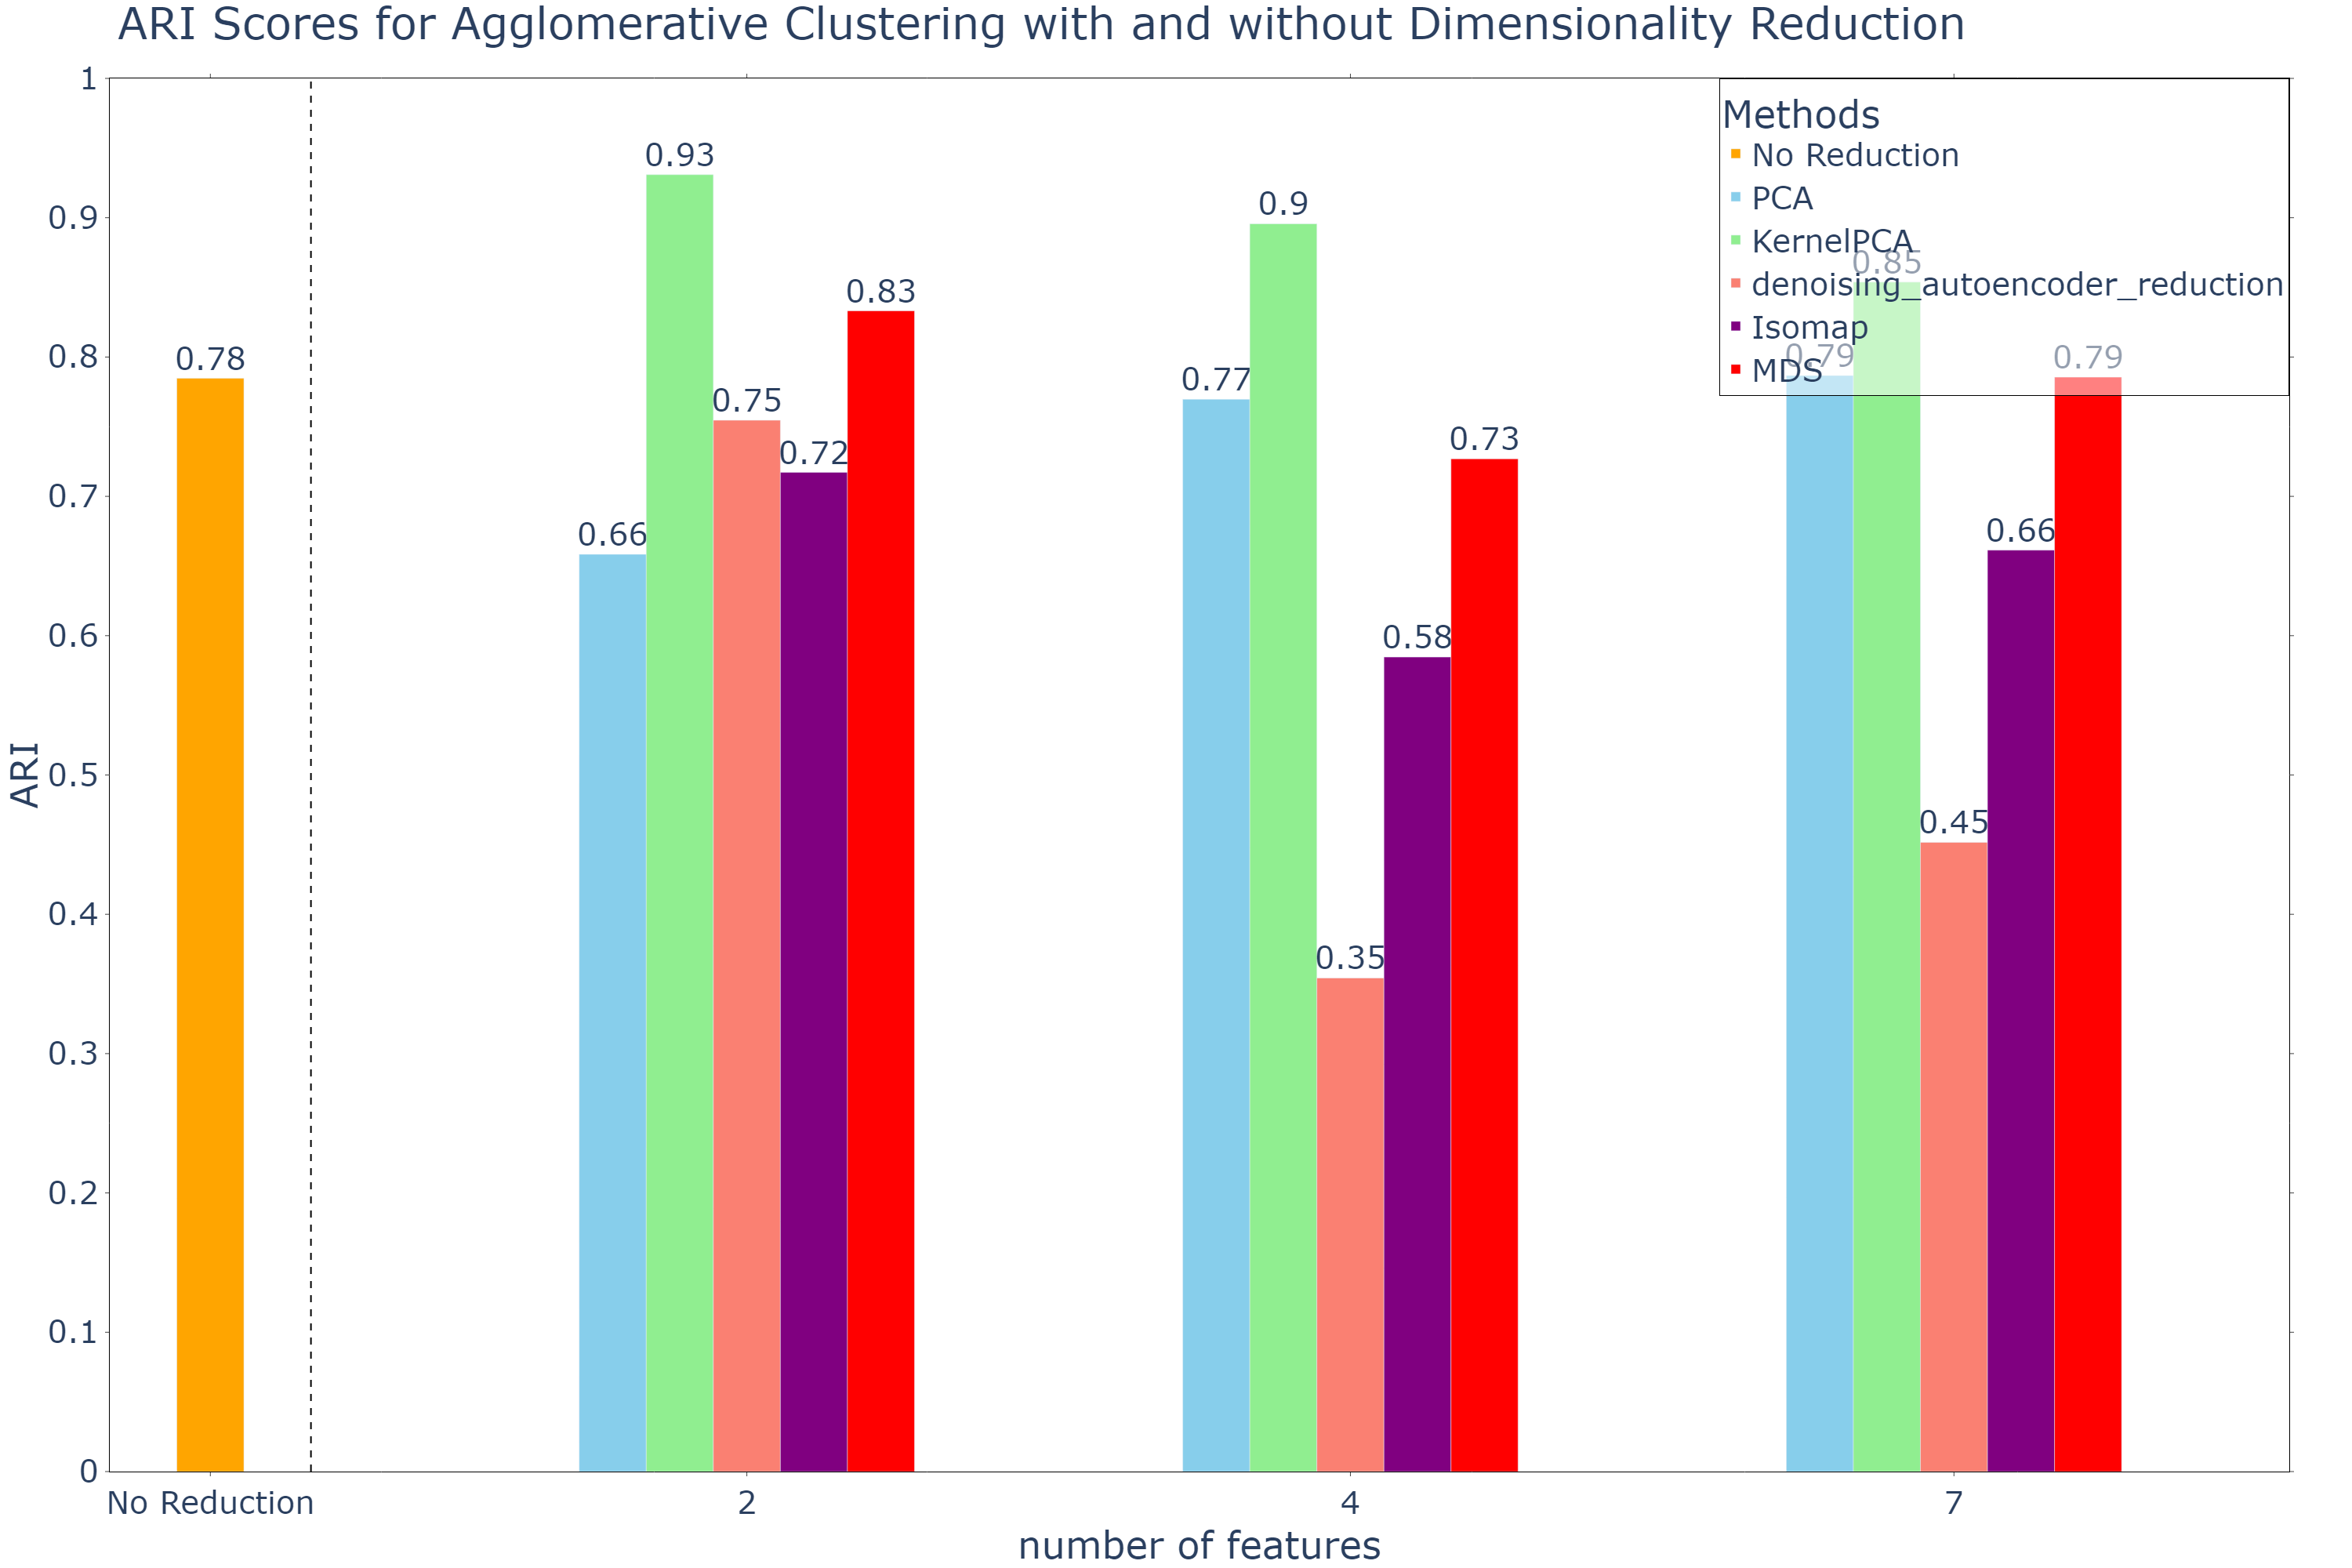 ARI Scores for Agglomerative Clustering with and without Dimensionality Reduction
1
0.9
0.8
0.7
0.6
0.5
0.4
0.3
0.2
0.1
0
ARI
0.78
0.66
0.93
0.75
0.72
0.83
0.77
0.9
0.35
0.58
0.73
0.79
0.85
0.45
0.66
0.79
Methods
No Reduction
PCA
KernelPCA
denoising_autoencoder_reduction
Isomap
MDS
No Reduction
2
4
7
number of features